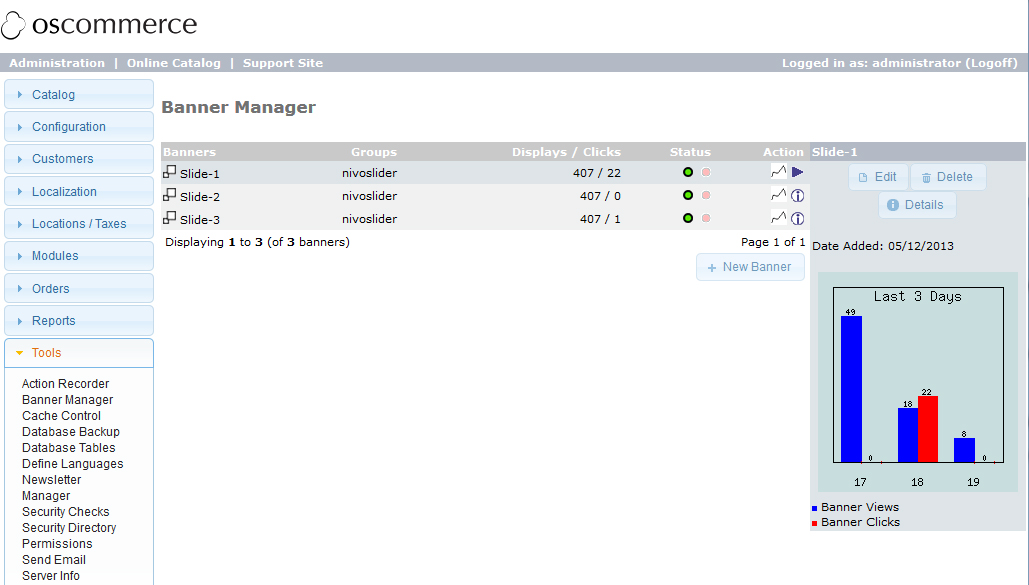 oscommerce
Administration | Online Catalog | Support Site
Logged in as: administrator (Logoff)
Catalog
Configuration
Customers
Localization
Locations / Taxes
Modules
Orders
Reports
Tools
Action Recorder
Banner Manager
Cache Control
Database Backup
Database Tables
Define Languages
Newsletter
Manager
Security Checks
Security Directory
Permissions
Send Email
Server Info
Banner Manager
Banners Groups Displays / Clicks Status Action
Slide-1 nivoslider 407 / 22
Slide-2 nivoslider 407 / 0
Slide-3 nivoslider 407 / 1
Displaying 1 to 3 (of 3 banners) Page 1 of 1
+ New Banner
Slide-1
Edit Delete
Details
Date Added: 05/12/2013
Last 3 Days
49 0 18 22 8 0
17 18 19
Banner Views
Banner Clicks